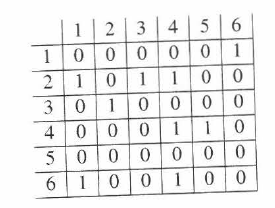 1 2 3 4 5 6
1 0 0 0 0 0 1
2 1 0 1 1 0 0
3 0 1 0 0 0 0
4 0 0 0 1 1 0
5 0 0 0 0 0 0
6 1 0 0 1 0 0